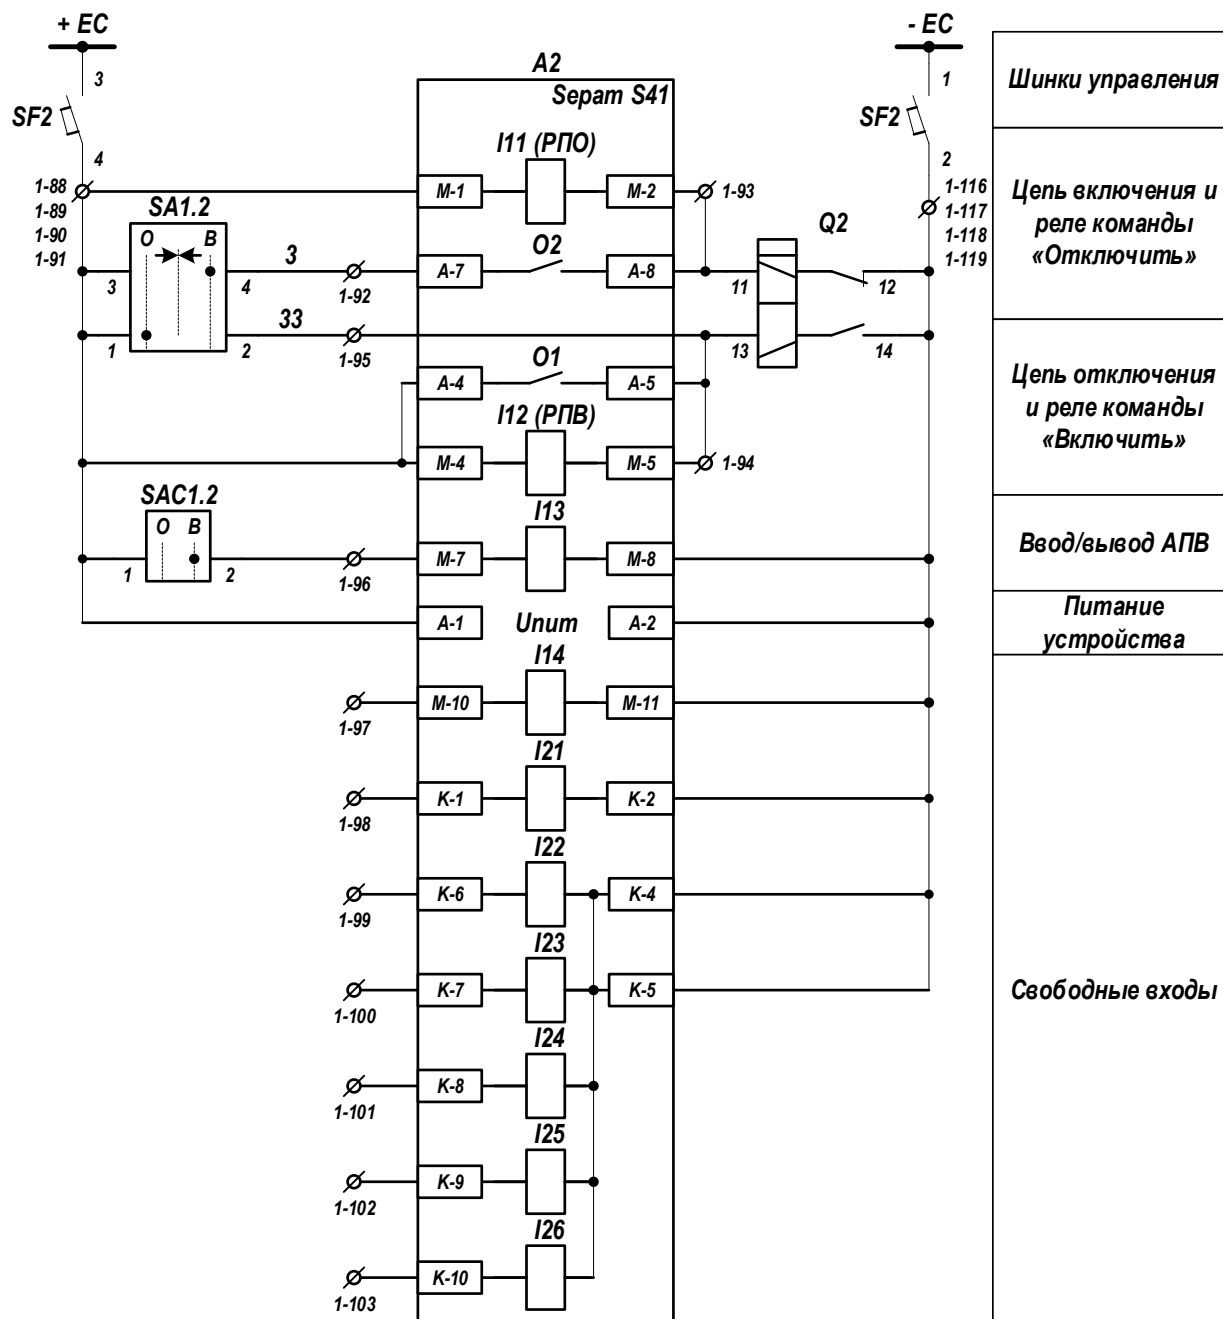 + EC
- EC
A2
Sepam S41
3
1
SF2
SF2
4
2
Шинки управления
I11 (РПО)
1-88
1-89
1-90
1-91
M-1
M-2
1-93
1-116
1-117
1-118
1-119
SA1.2
O
B
Q2
Цепь включения и
реле команды
«Отключить»
3
4
3
1-92
A-7
O2
A-8
11
12
33
1
2
1-95
13
14
A-4
O1
A-5
Цепь отключения
и реле команды
«Включить»
I12 (РПВ)
M-4
M-5
1-94
SAC1.2
O
B
I13
1
2
1-96
M-7
M-8
Ввод/вывод АПВ
A-1
Uпит
A-2
Питание
устройства
I14
1-97
M-10
M-11
I21
1-98
K-1
K-2
I22
1-99
K-6
K-4
I23
1-100
K-7
K-5
Свободные входы
I24
1-101
K-8
I25
1-102
K-9
I26
1-103
K-10